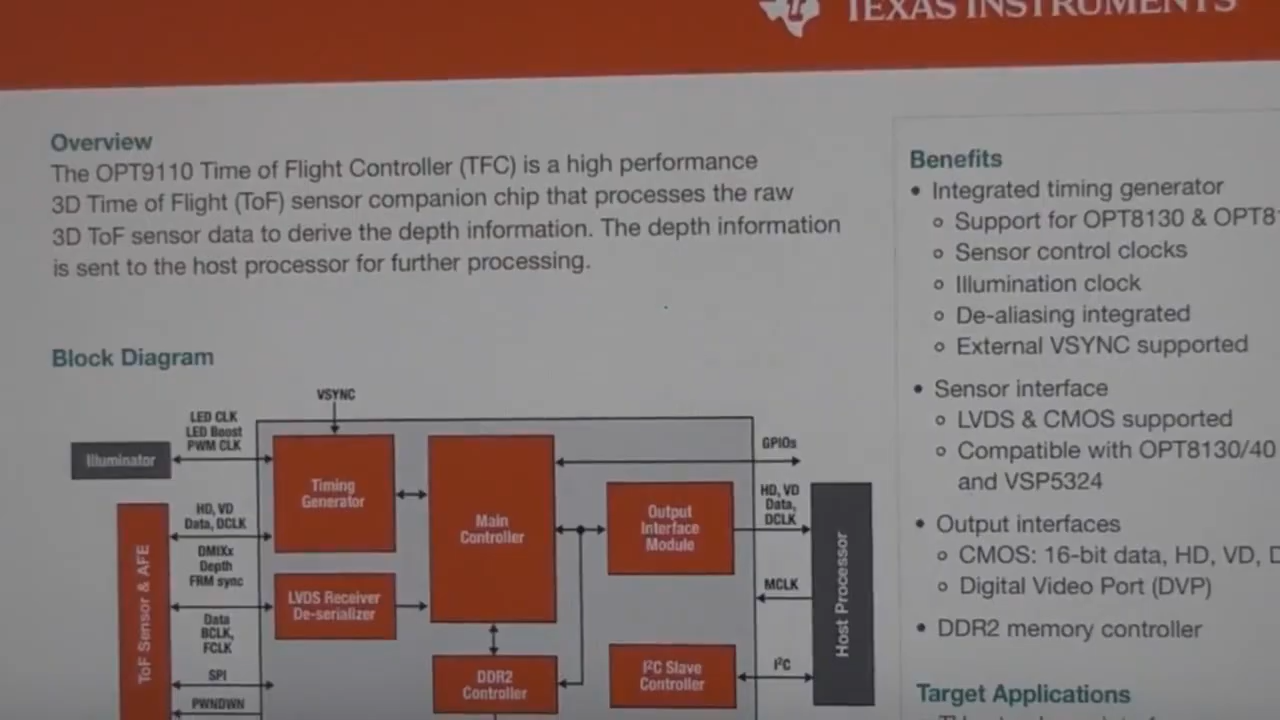 TEXAS INSTRUMENTS
Overview
The OPT9110 Time of Flight Controller (TFC) is a high performance
3D Time of Flight (ToF) sensor companion chip that processes the raw
3D ToF sensor data to derive the depth information. The depth information
is sent to the host processor for further processing.
Block Diagram
VSYNC
LED CLK
LED Boost
PWM CLK
Illuminator
HD, VD
Data, DCLK
DMIXx
Depth
FRM sync
Data
BCLK,
FCLK
SPI
PWNDWN
ToF Sensor & AFE
Timing
Generator
LVDS Receiver
De-serializer
Main
Controller
DDR2
Controller
Output
Interface
Module
I²C Slave
Controller
GPIOs
HD, VD
Data,
DCLK
MCLK
I²C
Host Processor
Benefits
• Integrated timing generator
o Support for OPT8130 & OPT8
o Sensor control clocks
o Illumination clock
o De-aliasing integrated
o External VSYNC supported
• Sensor interface
o LVDS & CMOS supported
o Compatible with OPT8130/40
and VSP5324
• Output interfaces
o CMOS: 16-bit data, HD, VD,
o Digital Video Port (DVP)
• DDR2 memory controller
Target Applications